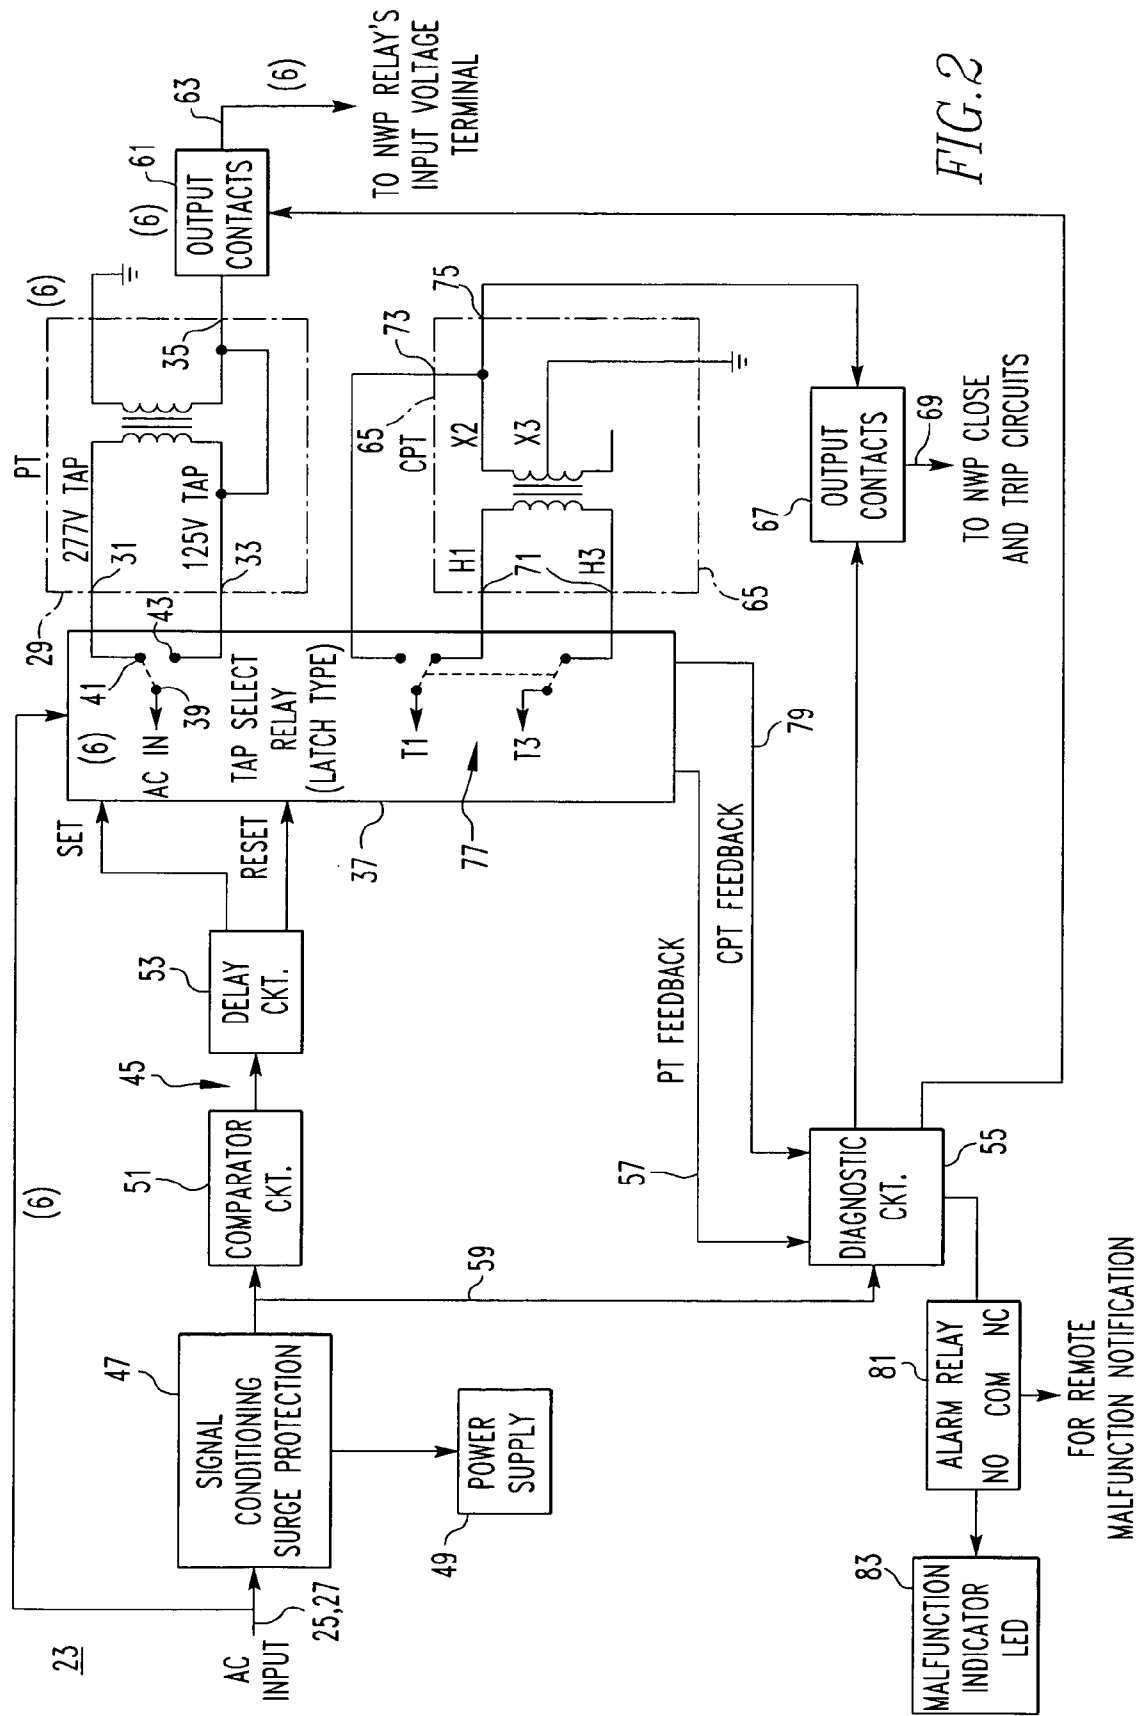 23
AC
INPUT
25,27
(6)
47
SIGNAL
CONDITIONING
SURGE PROTECTION
49
POWER
SUPPLY
51
COMPARATOR
CKT.
45
53
DELAY
CKT.
59
SET
RESET
37
(6)
AC IN
39
41
43
TAP SELECT
RELAY
(LATCH TYPE)
T1
T3
77
29
PT
277V TAP
31
125V TAP
33
35
(6)
(6)
61
OUTPUT
CONTACTS
63
(6)
TO NWP RELAY'S
INPUT VOLTAGE
TERMINAL
65
CPT
73
75
H1
71
H3
X2
X3
65
PT FEEDBACK
57
CPT FEEDBACK
79
DIAGNOSTIC
CKT.
55
67
OUTPUT
CONTACTS
69
TO NWP CLOSE
AND TRIP CIRCUITS
81
ALARM RELAY
NO COM NC
FOR REMOTE
MALFUNCTION NOTIFICATION
83
MALFUNCTION
INDICATOR
LED
FIG.2